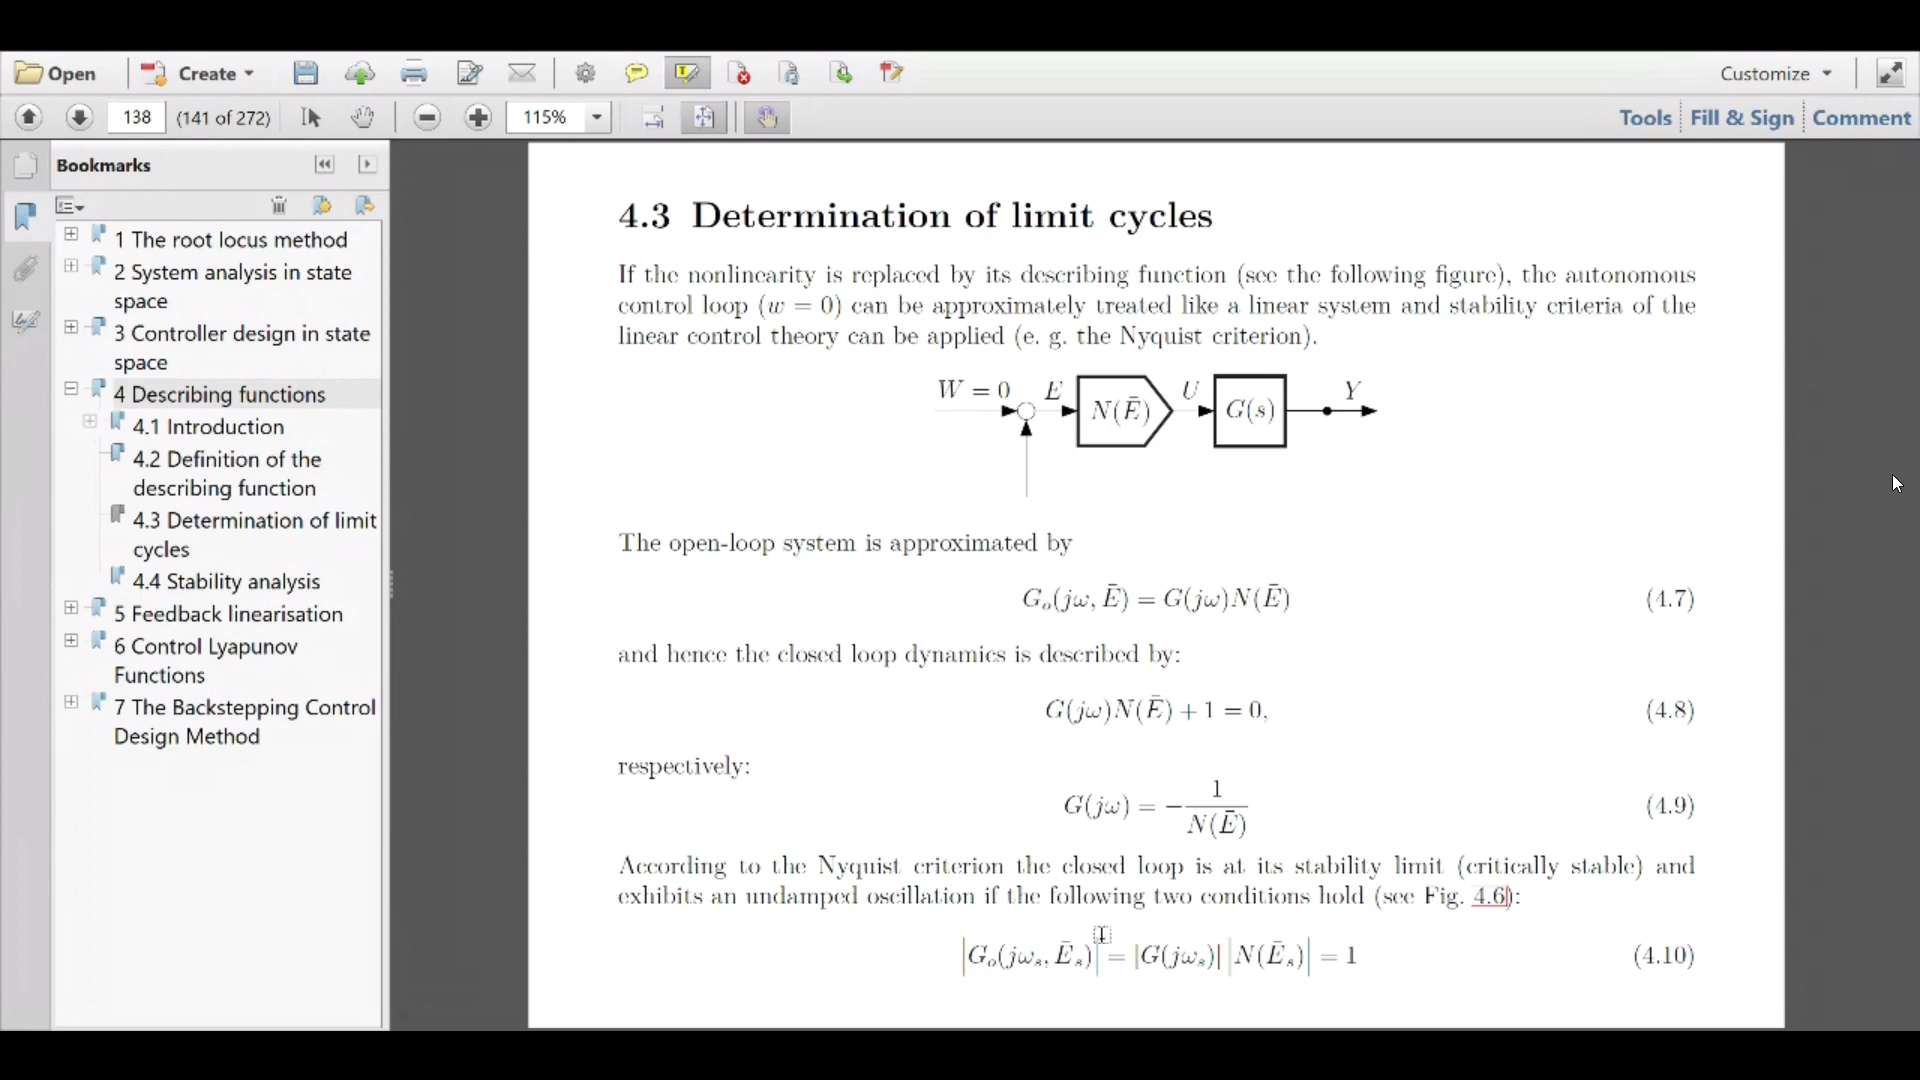 Open
Create
Customize
138 (141 of 272)
115%
Tools Fill & Sign Comment
Bookmarks
1 The root locus method
2 System analysis in state
space
3 Controller design in state
space
4 Describing functions
4.1 Introduction
4.2 Definition of the
describing function
4.3 Determination of limit
cycles
4.4 Stability analysis
5 Feedback linearisation
6 Control Lyapunov
Functions
7 The Backstepping Control
Design Method
4.3 Determination of limit cycles
If the nonlinearity is replaced by its describing function (see the following figure), the autonomous
control loop (w = 0) can be approximately treated like a linear system and stability criteria of the
linear control theory can be applied (e. g. the Nyquist criterion).
W = 0 E N(Ē) U G(s) Y
The open-loop system is approximated by
Gₒ(jω, Ē) = G(jω)N(Ē) (4.7)
and hence the closed loop dynamics is described by:
G(jω)N(Ē) + 1 = 0, (4.8)
respectively:
G(jω) = − 1 / N(Ē) (4.9)
According to the Nyquist criterion the closed loop is at its stability limit (critically stable) and
exhibits an undamped oscillation if the following two conditions hold (see Fig. 4.6):
|Gₒ(jωₛ, Ēₛ)| = |G(jωₛ)| |N(Ēₛ)| = 1 (4.10)